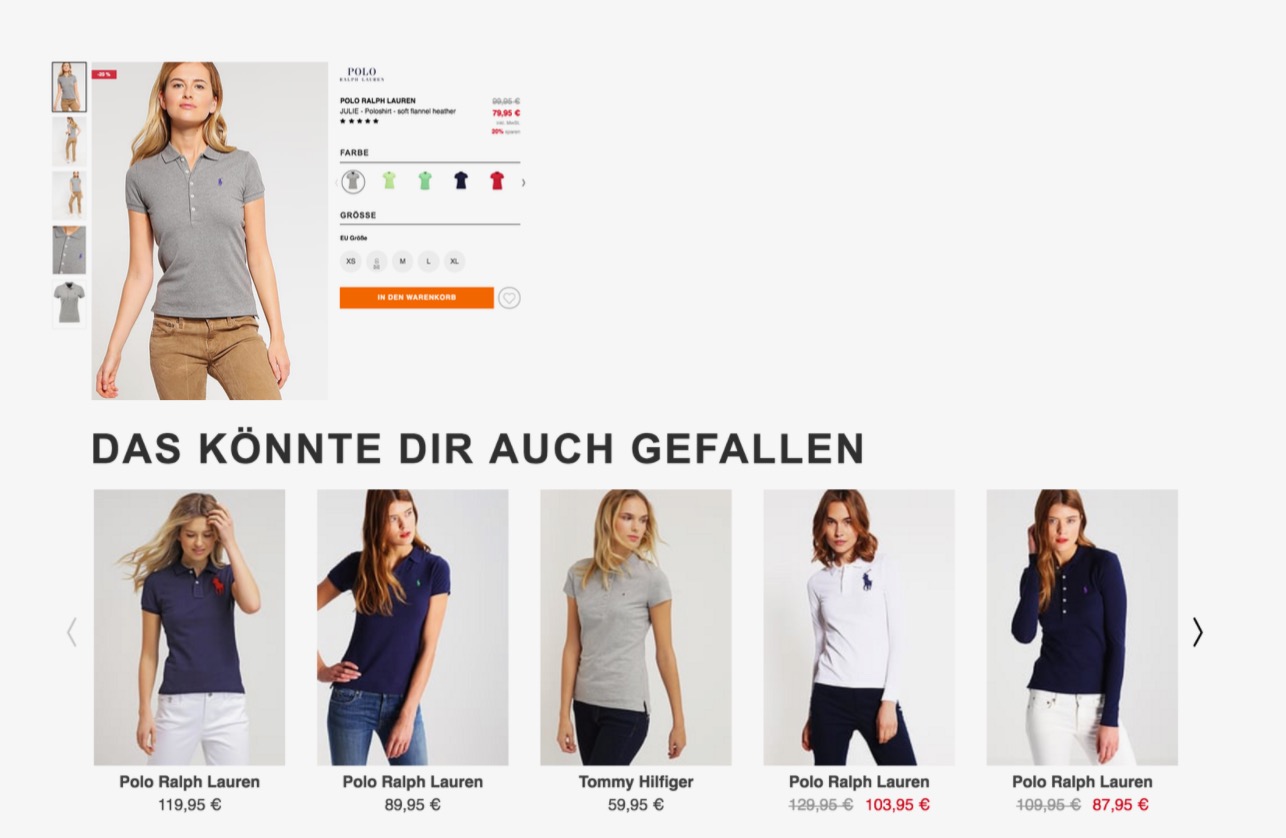 -20 %
POLO
RALPH LAUREN
POLO RALPH LAUREN
99,95 €
JULIE - Poloshirt - soft flannel heather
79,95 €
inkl. MwSt.
20% sparen
FARBE
GRÖSSE
EU Größe
XS S M L XL
IN DEN WARENKORB
DAS KÖNNTE DIR AUCH GEFALLEN
Polo Ralph Lauren
119,95 €
Polo Ralph Lauren
89,95 €
Tommy Hilfiger
59,95 €
Polo Ralph Lauren
129,95 € 103,95 €
Polo Ralph Lauren
109,95 € 87,95 €